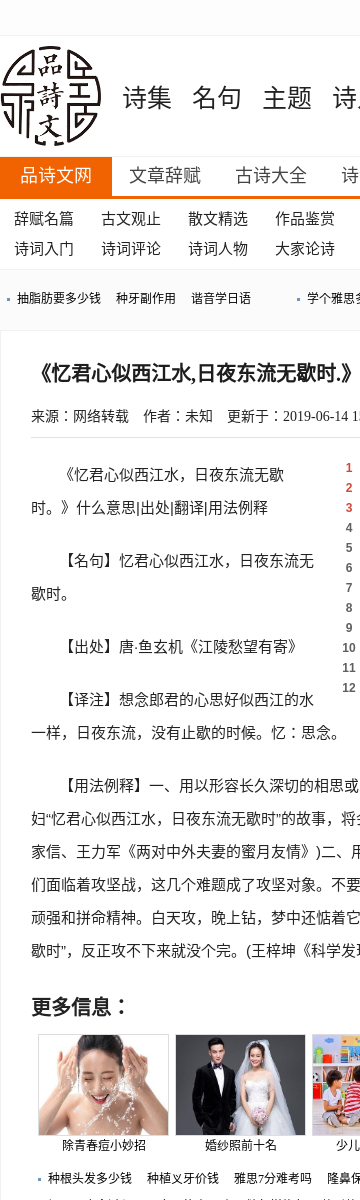 品
詩
文
诗集 名句 主题 诗
品诗文网 文章辞赋 古诗大全 诗
辞赋名篇 古文观止 散文精选 作品鉴赏
诗词入门 诗词评论 诗词人物 大家论诗
抽脂肪要多少钱 种牙副作用 谐音学日语 学个雅思多
《忆君心似西江水,日夜东流无歇时.》
来源：网络转载 作者：未知 更新于：2019-06-14 15
《忆君心似西江水，日夜东流无歇
时。》什么意思|出处|翻译|用法例释
【名句】忆君心似西江水，日夜东流无
歇时。
【出处】唐·鱼玄机《江陵愁望有寄》
【译注】想念郎君的心思好似西江的水
一样，日夜东流，没有止歇的时候。忆：思念。
1
2
3
4
5
6
7
8
9
10
11
12
【用法例释】一、用以形容长久深切的相思或
妇“忆君心似西江水，日夜东流无歇时”的故事，将
家信、王力军《两对中外夫妻的蜜月友情》)二、用
们面临着攻坚战，这几个难题成了攻坚对象。不要
顽强和拼命精神。白天攻，晚上钻，梦中还惦着它
歇时”，反正攻不下来就没个完。(王梓坤《科学发现
更多信息：
除青春痘小妙招 婚纱照前十名 少儿
种根头发多少钱 种植义牙价钱 雅思7分难考吗 隆鼻保